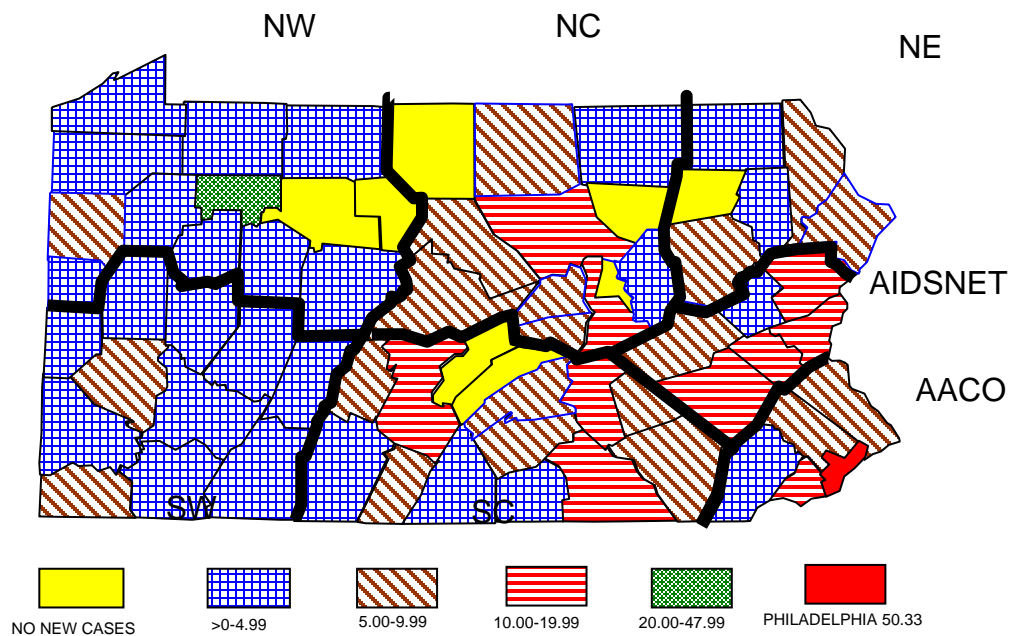 NW
NC
NE
AIDSNET
AACO
SW
SC
NO NEW CASES
>0-4.99
5.00-9.99
10.00-19.99
20.00-47.99
PHILADELPHIA 50.33